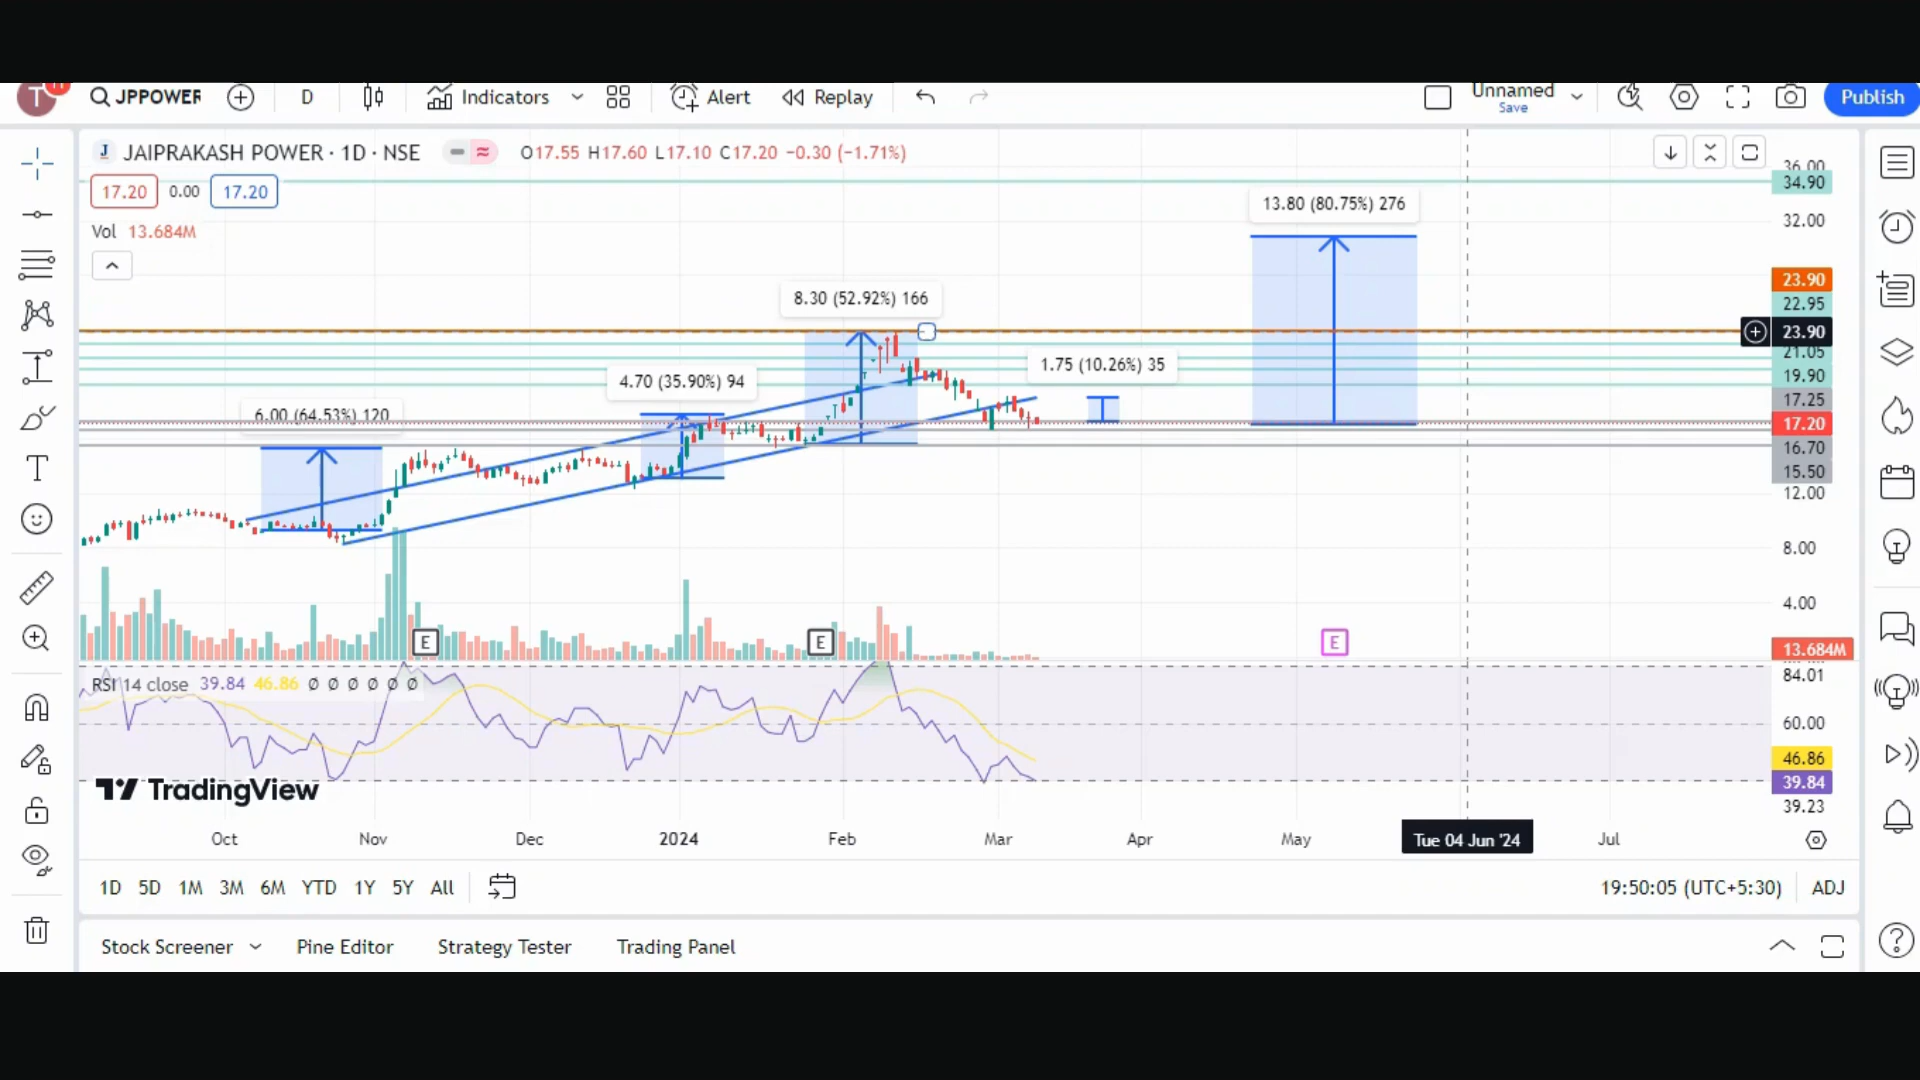 T
JPPOWER
D
Indicators
Alert
Replay
Unnamed
Save
Publish
JAIPRAKASH POWER · 1D · NSE
O17.55 H17.60 L17.10 C17.20 −0.30 (−1.71%)
17.20 0.00 17.20
Vol 13.684M
13.80 (80.75%) 276
8.30 (52.92%) 166
1.75 (10.26%) 35
4.70 (35.90%) 94
6.00 (64.53%) 120
36.00
34.90
32.00
23.90
22.95
23.90
21.05
19.90
17.25
17.20
16.70
15.50
12.00
8.00
4.00
13.684M
E
E
E
RSI 14 close 39.84 46.86 Ø Ø Ø Ø Ø Ø
84.01
60.00
46.86
39.84
39.23
TradingView
Oct Nov Dec 2024 Feb Mar Apr May Tue 04 Jun '24 Jul
1D 5D 1M 3M 6M YTD 1Y 5Y All
19:50:05 (UTC+5:30) ADJ
Stock Screener Pine Editor Strategy Tester Trading Panel